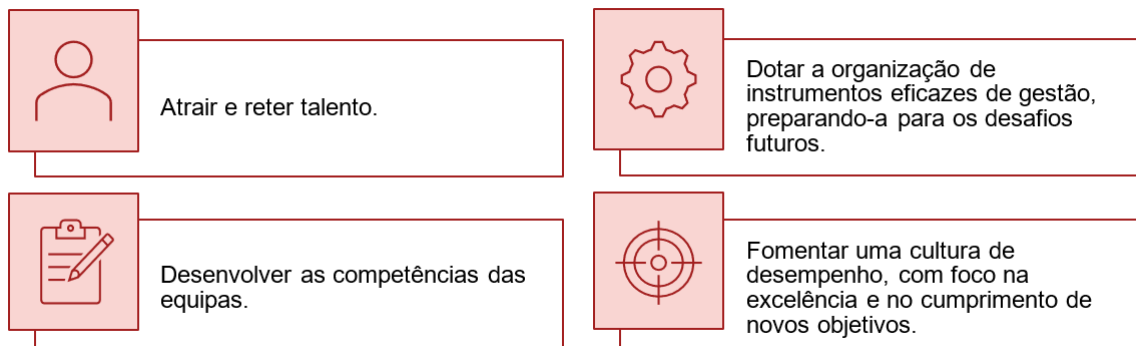 Atrair e reter talento.
Dotar a organização de
instrumentos eficazes de gestão,
preparando-a para os desafios
futuros.
Desenvolver as competências das
equipas.
Fomentar uma cultura de
desempenho, com foco na
excelência e no cumprimento de
novos objetivos.